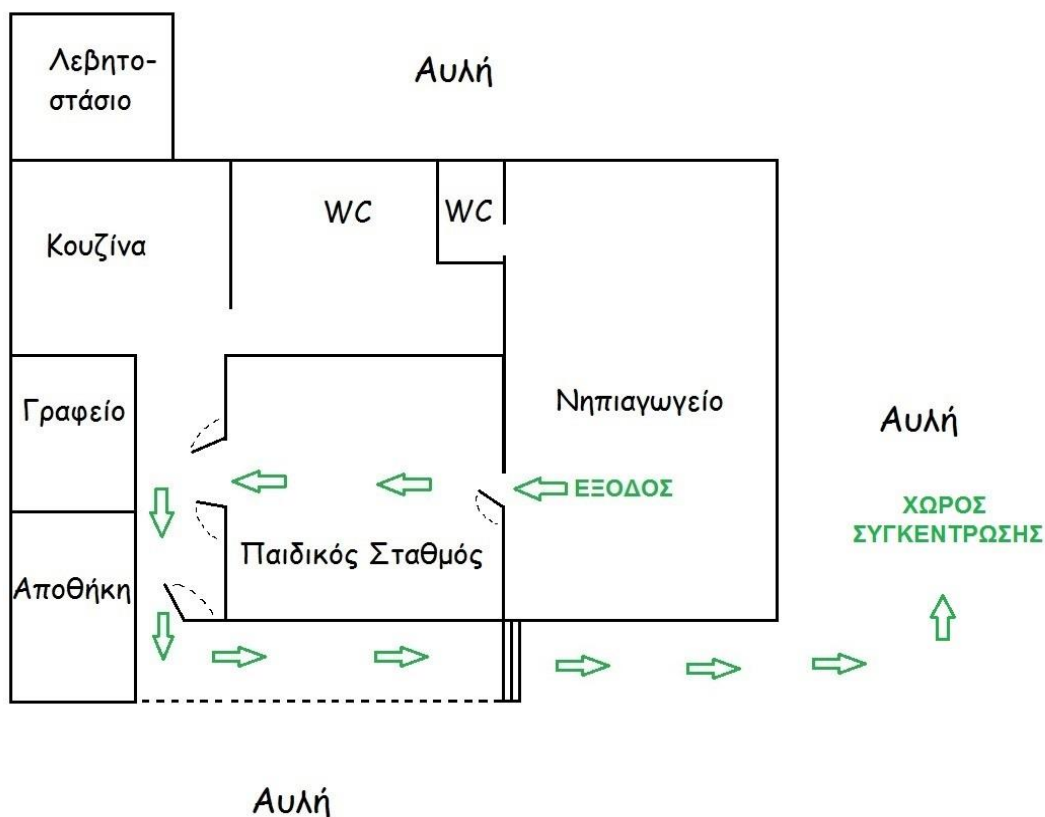 Λεβητο-
στάσιο
Αυλή
WC
WC
Κουζίνα
Γραφείο
Νηπιαγωγείο
Αυλή
ΕΞΟΔΟΣ
ΧΩΡΟΣ
ΣΥΓΚΕΝΤΡΩΣΗΣ
Παιδικός Σταθμός
Αποθήκη
Αυλή